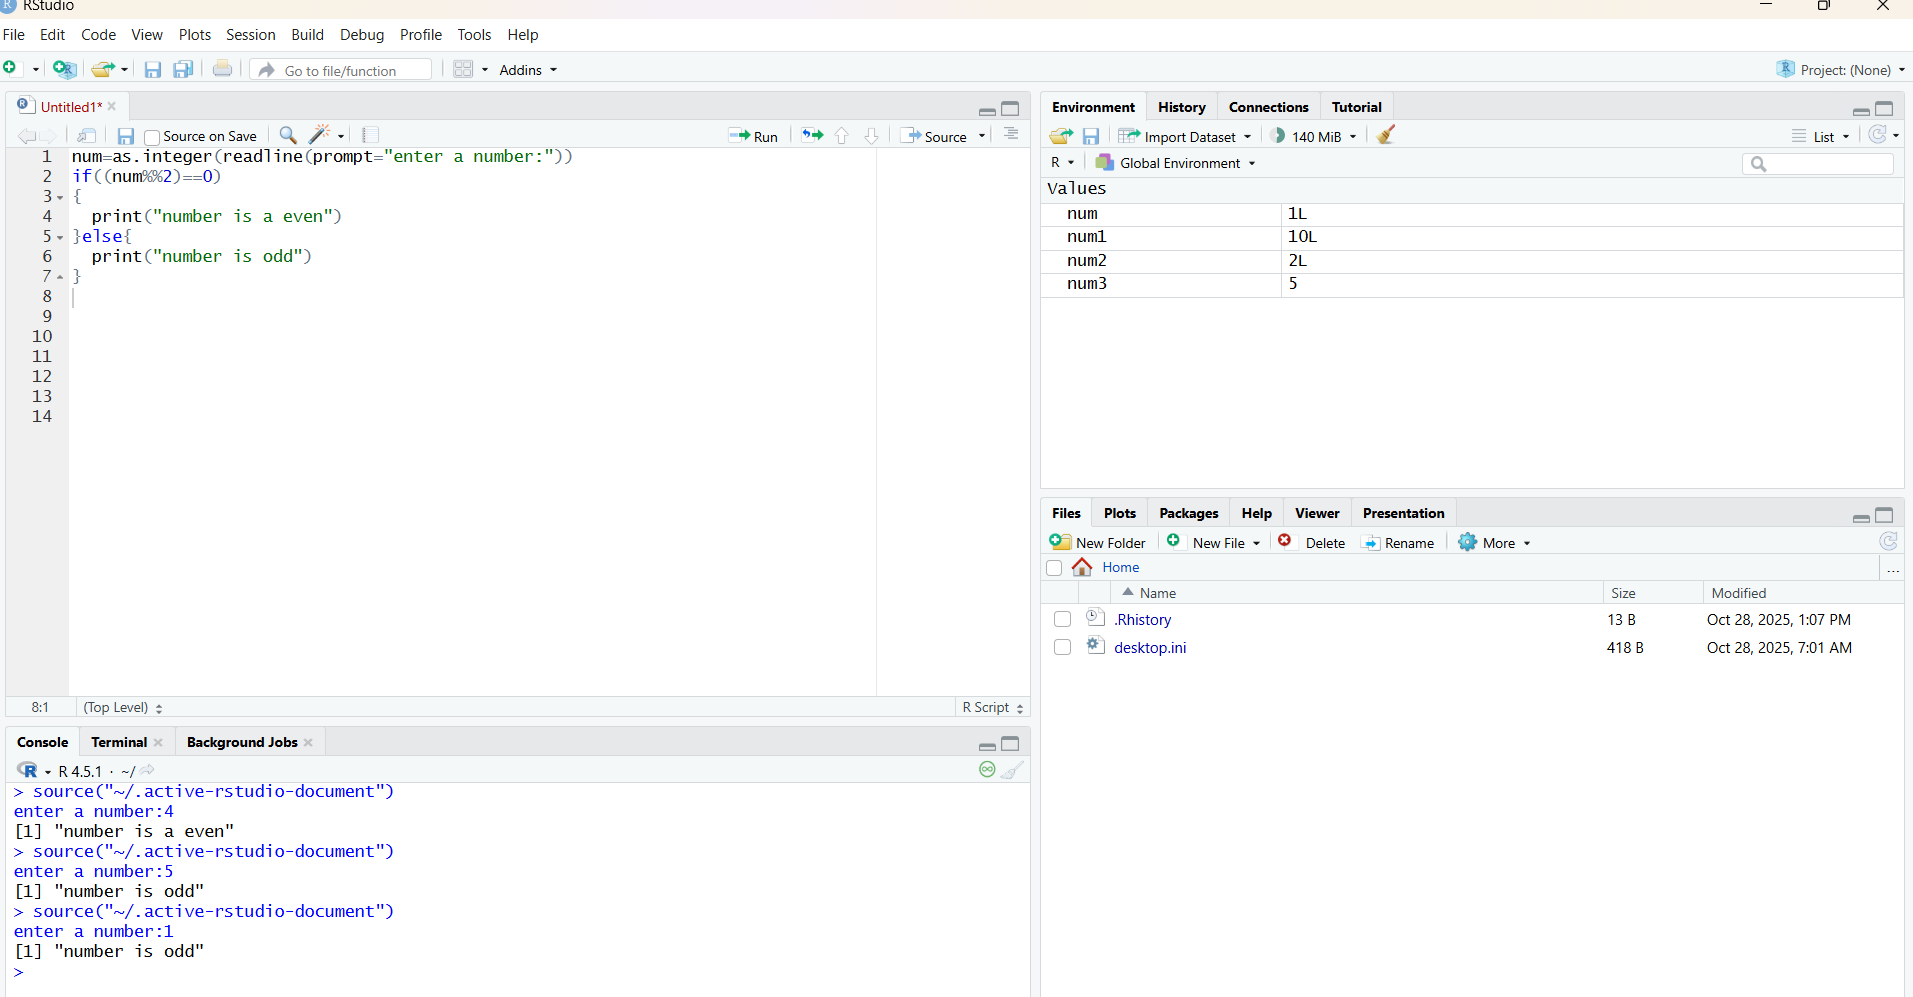 RStudio
File Edit Code View Plots Session Build Debug Profile Tools Help
Go to file/function Addins Project: (None)
Untitled1*
Source on Save Run Source
1 num=as.integer(readline(prompt="enter a number:"))
2 if((num%%2)==0)
3 {
4 print("number is a even")
5 }else{
6 print("number is odd")
7 }
8
9
10
11
12
13
14
8:1 (Top Level) R Script
Console Terminal Background Jobs
R 4.5.1 · ~/
> source("~/.active-rstudio-document")
enter a number:4
[1] "number is a even"
> source("~/.active-rstudio-document")
enter a number:5
[1] "number is odd"
> source("~/.active-rstudio-document")
enter a number:1
[1] "number is odd"
>
Environment History Connections Tutorial
Import Dataset 140 MiB List
R Global Environment
Values
num 1L
num1 10L
num2 2L
num3 5
Files Plots Packages Help Viewer Presentation
New Folder New File Delete Rename More
Home ...
Name Size Modified
.Rhistory 13 B Oct 28, 2025, 1:07 PM
desktop.ini 418 B Oct 28, 2025, 7:01 AM